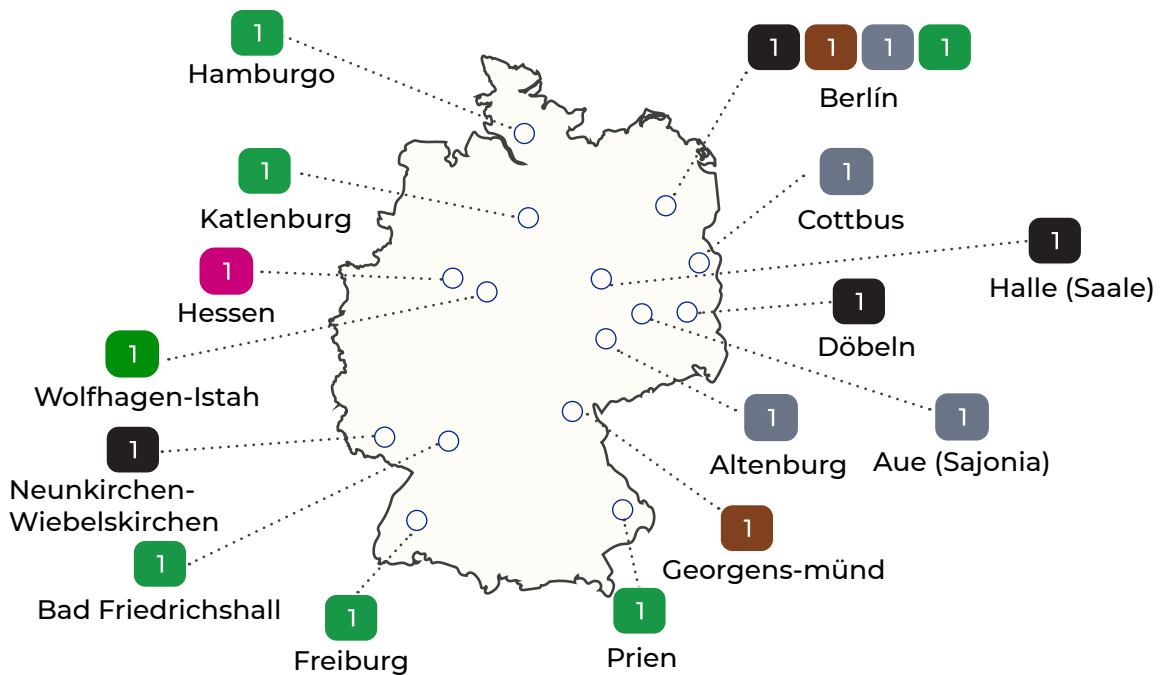 1
Hamburgo
1 1 1 1
Berlín
1
Katlenburg
1
Cottbus
1
Hessen
1
Halle (Saale)
1
Wolfhagen-Istah
1
Döbeln
1
Neunkirchen-
Wiebelskirchen
1
Altenburg
1
Aue (Sajonia)
1
Bad Friedrichshall
1
Georgens-münd
1
Freiburg
1
Prien